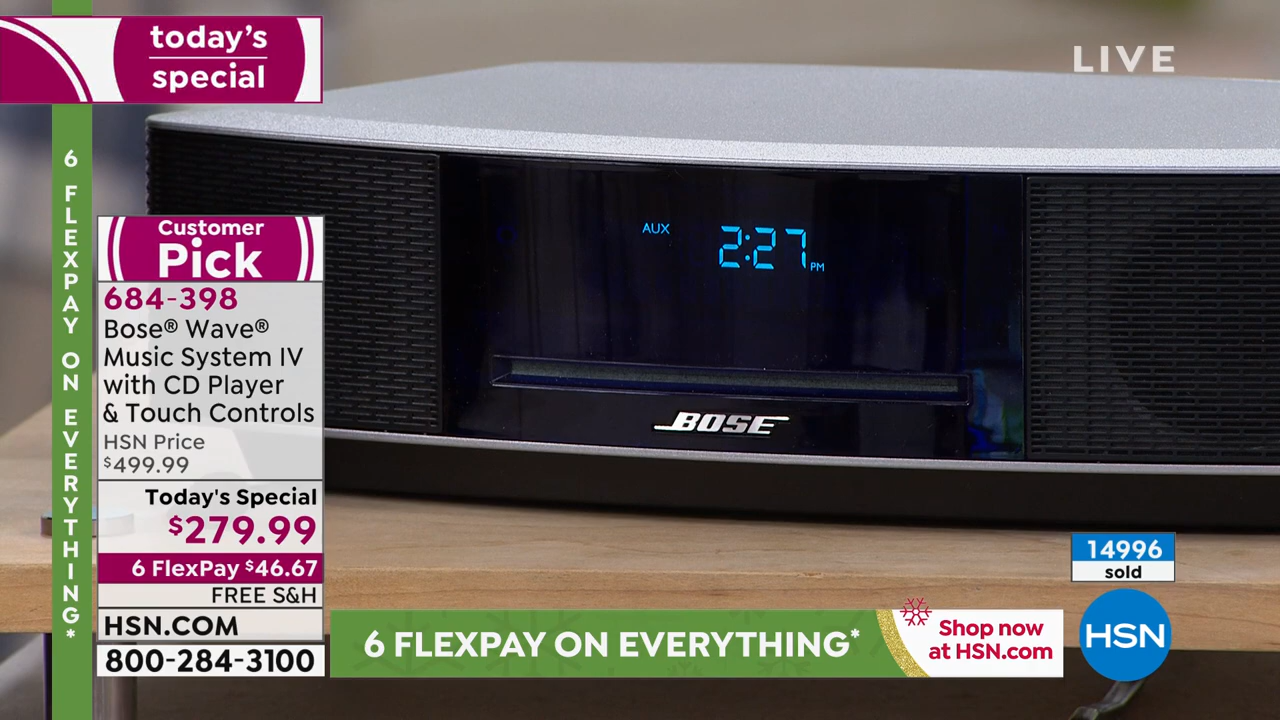 today's
special
LIVE
6 FLEXPAY ON EVERYTHING*
Customer
Pick
684-398
Bose® Wave®
Music System IV
with CD Player
& Touch Controls
HSN Price
$499.99
Today's Special
$279.99
6 FlexPay $46.67
FREE S&H
HSN.COM
800-284-3100
AUX
2:27 PM
BOSE
14996
sold
6 FLEXPAY ON EVERYTHING*
Shop now
at HSN.com
HSN